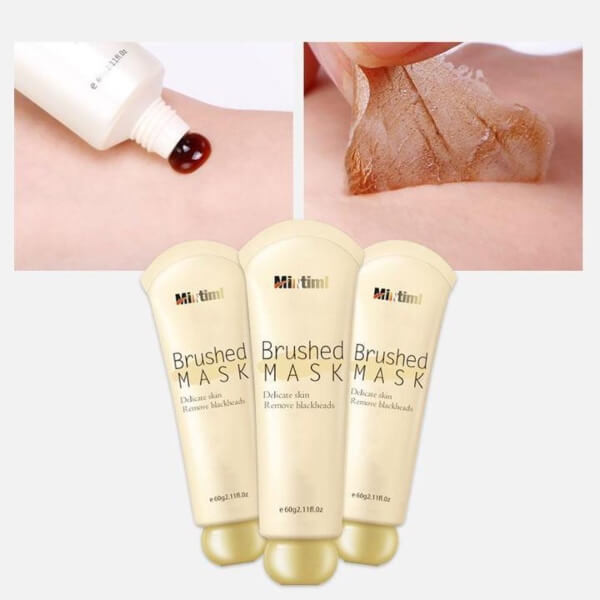 Brushed
MASK
Delicate skin
Remove blackheads
e 60g2.11fl.0z
Brushed
MASK
Delicate skin
Remove blackheads
e 60g2.11fl.0z
Brushed
MASK
Delicate skin
Remove blackheads
e 60g2.11fl.0z